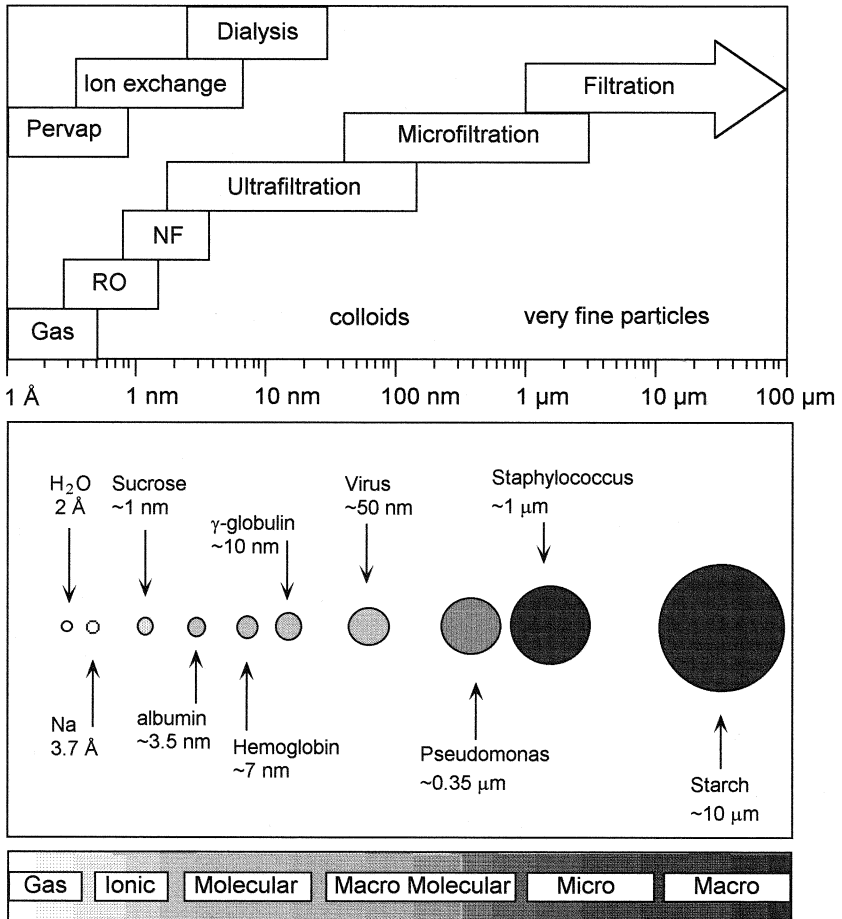 Dialysis
Ion exchange
Filtration
Pervap
Microfiltration
Ultrafiltration
NF
RO
colloids
very fine particles
Gas
1 Å
1 nm
10 nm
100 nm
1 µm
10 µm
100 µm
H₂O
2 Å
Sucrose
~1 nm
γ-globulin
~10 nm
Virus
~50 nm
Staphylococcus
~1 µm
Na
3.7 Å
albumin
~3.5 nm
Hemoglobin
~7 nm
Pseudomonas
~0.35 µm
Starch
~10 µm
Gas
Ionic
Molecular
Macro Molecular
Micro
Macro